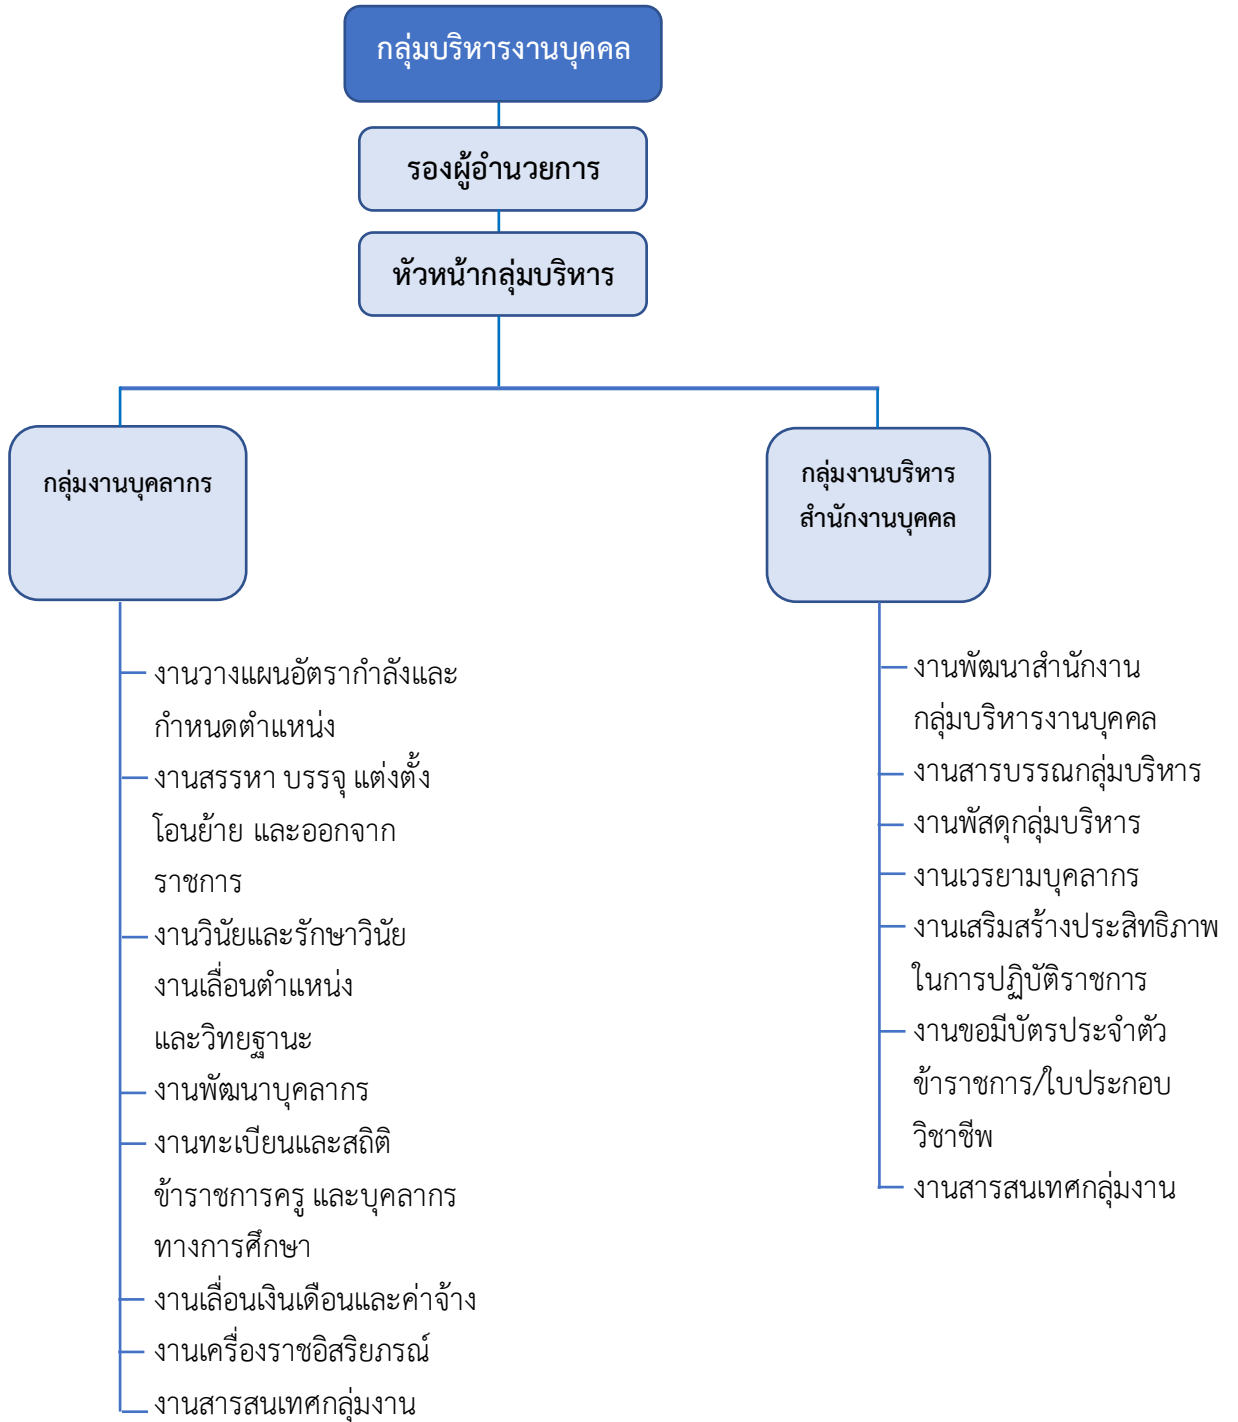 กลุ่มบริหารงานบุคคล
รองผู้อำนวยการ
หัวหน้ากลุ่มบริหาร
กลุ่มงานบุคลากร
งานวางแผนอัตรากำลังและ
กำหนดตำแหน่ง
งานสรรหา บรรจุ แต่งตั้ง
โอนย้าย และออกจาก
ราชการ
งานวินัยและรักษาวินัย
งานเลื่อนตำแหน่ง
และวิทยฐานะ
งานพัฒนาบุคลากร
งานทะเบียนและสถิติ
ข้าราชการครู และบุคลากร
ทางการศึกษา
งานเลื่อนเงินเดือนและค่าจ้าง
งานเครื่องราชอิสริยภรณ์
งานสารสนเทศกลุ่มงาน
กลุ่มงานบริหาร
สำนักงานบุคคล
งานพัฒนาสำนักงาน
กลุ่มบริหารงานบุคคล
งานสารบรรณกลุ่มบริหาร
งานพัสดุกลุ่มบริหาร
งานเวรยามบุคลากร
งานเสริมสร้างประสิทธิภาพ
ในการปฏิบัติราชการ
งานขอมีบัตรประจำตัว
ข้าราชการ/ใบประกอบ
วิชาชีพ
งานสารสนเทศกลุ่มงาน